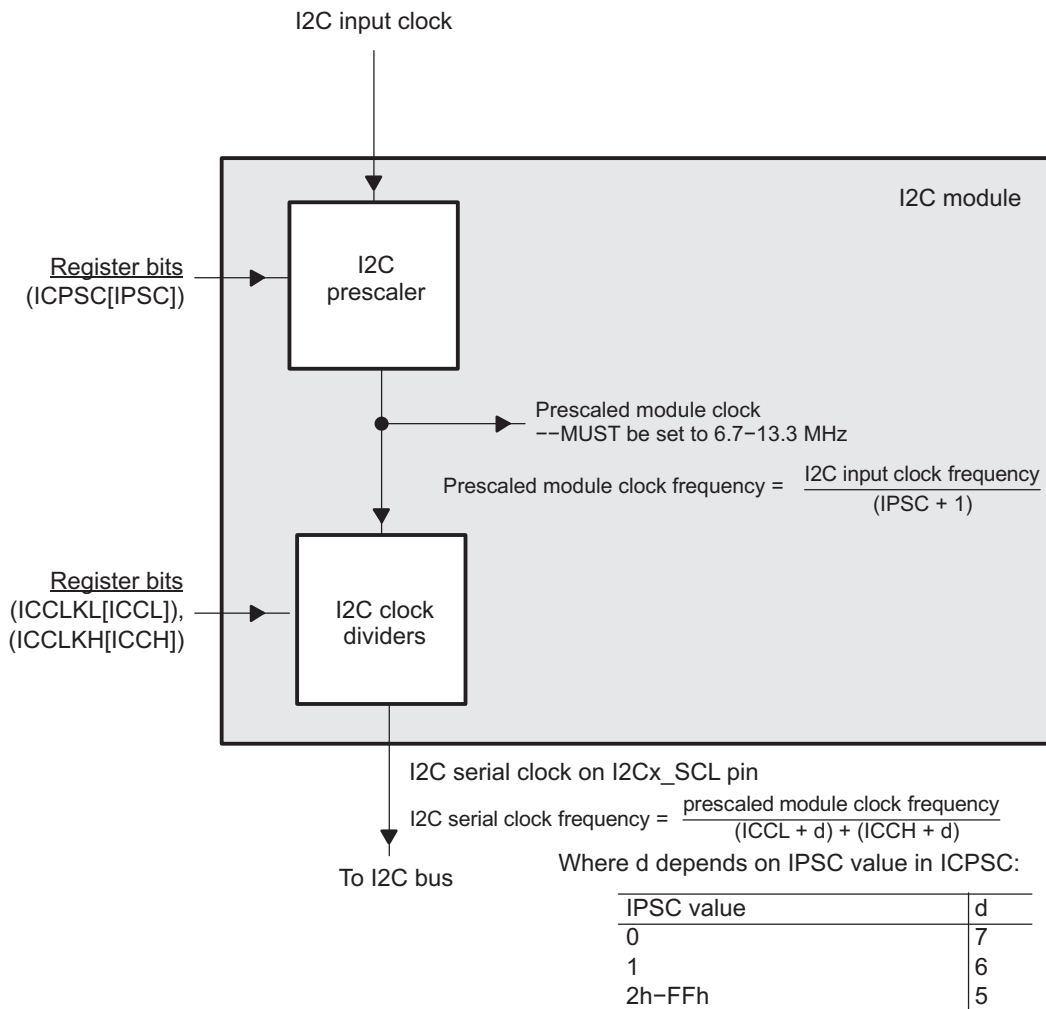 I2C input clock
I2C module
I2C
prescaler
Register bits
(ICPSC[IPSC])
Prescaled module clock
−−MUST be set to 6.7−13.3 MHz
Prescaled module clock frequency = I2C input clock frequency
(IPSC + 1)
Register bits
(ICCLKL[ICCL]),
(ICCLKH[ICCH])
I2C clock
dividers
I2C serial clock on I2Cx_SCL pin
I2C serial clock frequency = prescaled module clock frequency
(ICCL + d) + (ICCH + d)
To I2C bus
Where d depends on IPSC value in ICPSC:
IPSC value d
0 7
1 6
2h−FFh 5